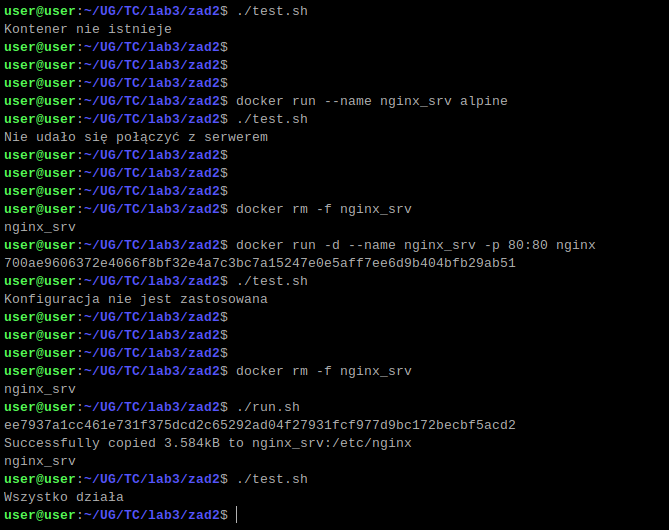 user@user:~/UG/TC/lab3/zad2$ ./test.sh
Kontener nie istnieje
user@user:~/UG/TC/lab3/zad2$
user@user:~/UG/TC/lab3/zad2$
user@user:~/UG/TC/lab3/zad2$
user@user:~/UG/TC/lab3/zad2$ docker run --name nginx_srv alpine
user@user:~/UG/TC/lab3/zad2$ ./test.sh
Nie udało się połączyć z serwerem
user@user:~/UG/TC/lab3/zad2$
user@user:~/UG/TC/lab3/zad2$
user@user:~/UG/TC/lab3/zad2$
user@user:~/UG/TC/lab3/zad2$ docker rm -f nginx_srv
nginx_srv
user@user:~/UG/TC/lab3/zad2$ docker run -d --name nginx_srv -p 80:80 nginx
700ae9606372e4066f8bf32e4a7c3bc7a15247e0e5aff7ee6d9b404bfb29ab51
user@user:~/UG/TC/lab3/zad2$ ./test.sh
Konfiguracja nie jest zastosowana
user@user:~/UG/TC/lab3/zad2$
user@user:~/UG/TC/lab3/zad2$
user@user:~/UG/TC/lab3/zad2$
user@user:~/UG/TC/lab3/zad2$ docker rm -f nginx_srv
nginx_srv
user@user:~/UG/TC/lab3/zad2$ ./run.sh
ee7937a1cc461e731f375dcd2c65292ad04f27931fcf977d9bc172becbf5acd2
Successfully copied 3.584kB to nginx_srv:/etc/nginx
nginx_srv
user@user:~/UG/TC/lab3/zad2$ ./test.sh
Wszystko działa
user@user:~/UG/TC/lab3/zad2$